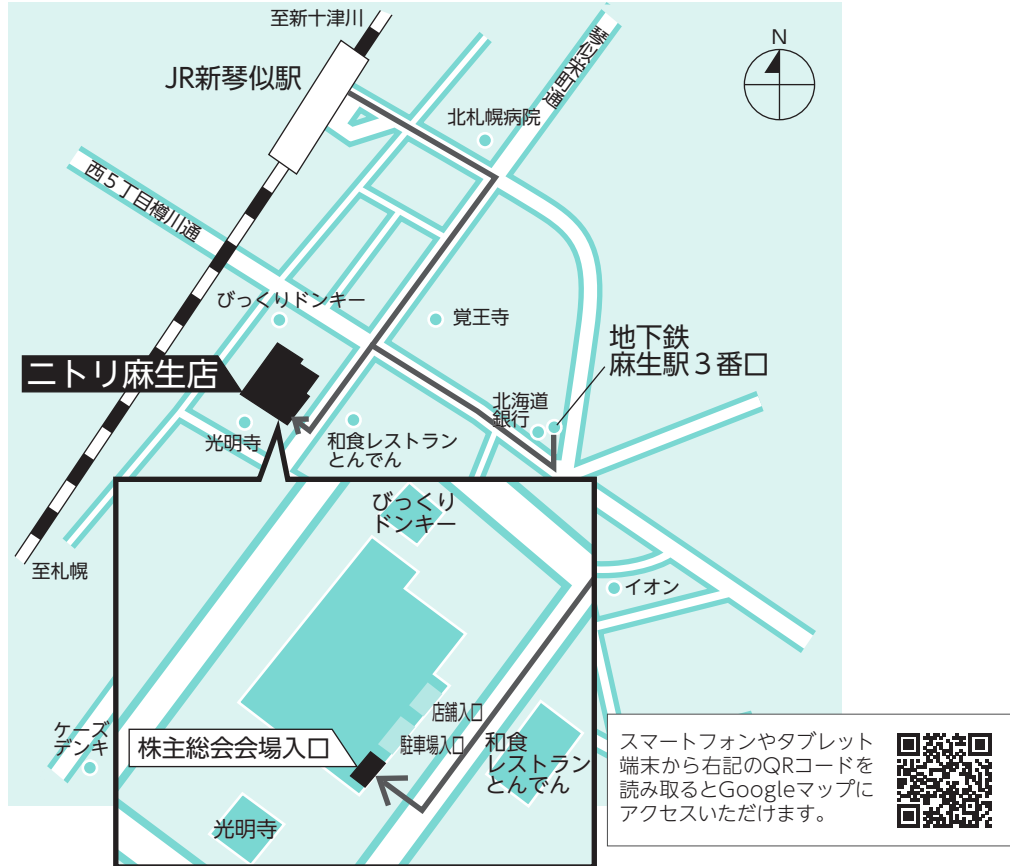 至新十津川
JR新琴似駅
琴似栄町通
N
北札幌病院
西5丁目樽川通
びっくりドンキー
覚王寺
地下鉄
麻生駅3番口
ニトリ麻生店
北海道
銀行
光明寺
和食レストラン
とんでん
びっくり
ドンキー
至札幌
イオン
店舗入口
ケーズ
デンキ
株主総会会場入口
駐車場入口
和食
レストラン
とんでん
光明寺
スマートフォンやタブレット
端末から右記のQRコードを
読み取るとGoogleマップに
アクセスいただけます。